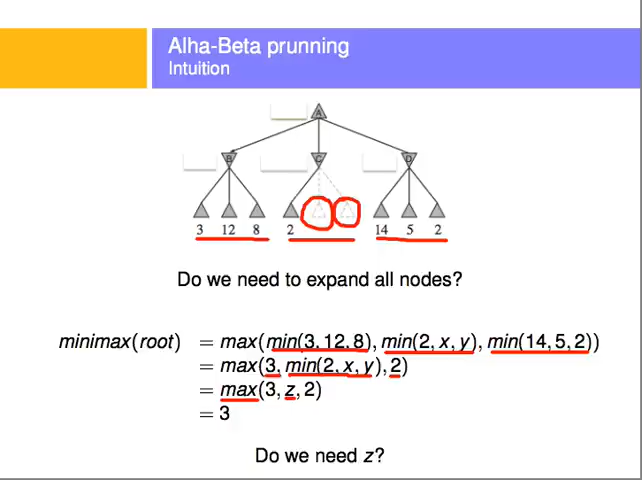 Alha-Beta prunning
Intuition
A
B C D
3 12 8 2 14 5 2
Do we need to expand all nodes?
minimax(root) = max(min(3, 12, 8), min(2, x, y), min(14, 5, 2))
= max(3, min(2, x, y), 2)
= max(3, z, 2)
= 3
Do we need z?